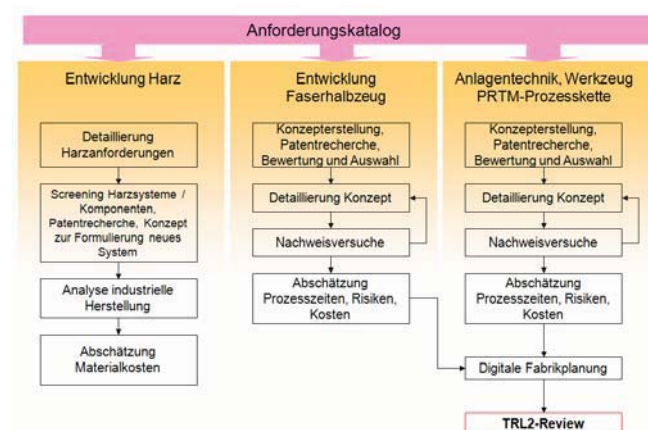 Anforderungskatalog
Entwicklung Harz
Detaillierung
Harzanforderungen
Screening Harzsysteme /
Komponenten,
Patentrecherche, Konzept
zur Formulierung neues
System
Analyse industrielle
Herstellung
Abschätzung
Materialkosten
Entwicklung
Faserhalbzeug
Konzepterstellung,
Patentrecherche,
Bewertung und Auswahl
Detaillierung Konzept
Nachweisversuche
Abschätzung
Prozesszeiten, Risiken,
Kosten
Anlagentechnik, Werkzeug
PRTM-Prozesskette
Konzepterstellung,
Patentrecherche,
Bewertung und Auswahl
Detaillierung Konzept
Nachweisversuche
Abschätzung
Prozesszeiten, Risiken,
Kosten
Digitale Fabrikplanung
TRL2-Review